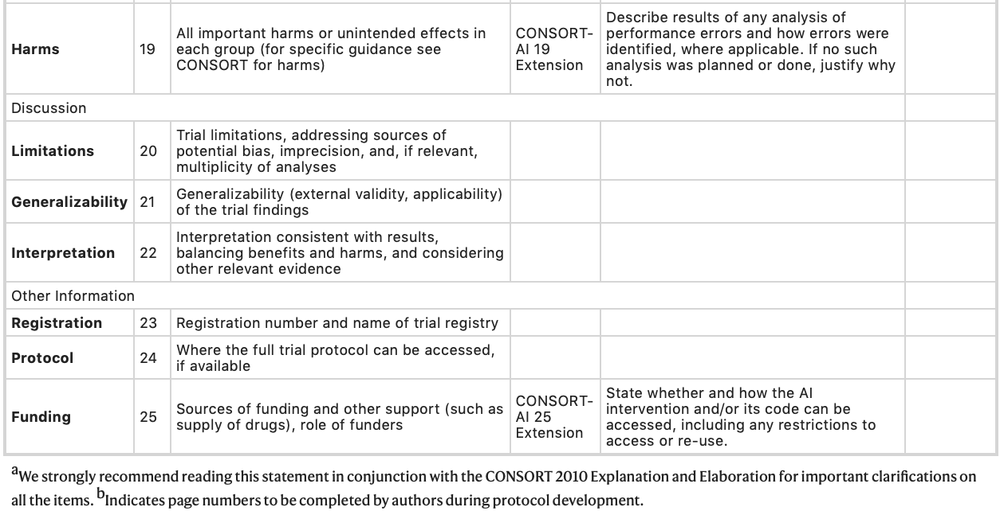 Harms
19
All important harms or unintended effects in
each group (for specific guidance see
CONSORT for harms)
CONSORT-
AI 19
Extension
Describe results of any analysis of
performance errors and how errors were
identified, where applicable. If no such
analysis was planned or done, justify why
not.
Discussion
Limitations
20
Trial limitations, addressing sources of
potential bias, imprecision, and, if relevant,
multiplicity of analyses
Generalizability
21
Generalizability (external validity, applicability)
of the trial findings
Interpretation
22
Interpretation consistent with results,
balancing benefits and harms, and considering
other relevant evidence
Other Information
Registration
23
Registration number and name of trial registry
Protocol
24
Where the full trial protocol can be accessed,
if available
Funding
25
Sources of funding and other support (such as
supply of drugs), role of funders
CONSORT-
AI 25
Extension
State whether and how the AI
intervention and/or its code can be
accessed, including any restrictions to
access or re-use.
aWe strongly recommend reading this statement in conjunction with the CONSORT 2010 Explanation and Elaboration for important clarifications on
all the items. bIndicates page numbers to be completed by authors during protocol development.